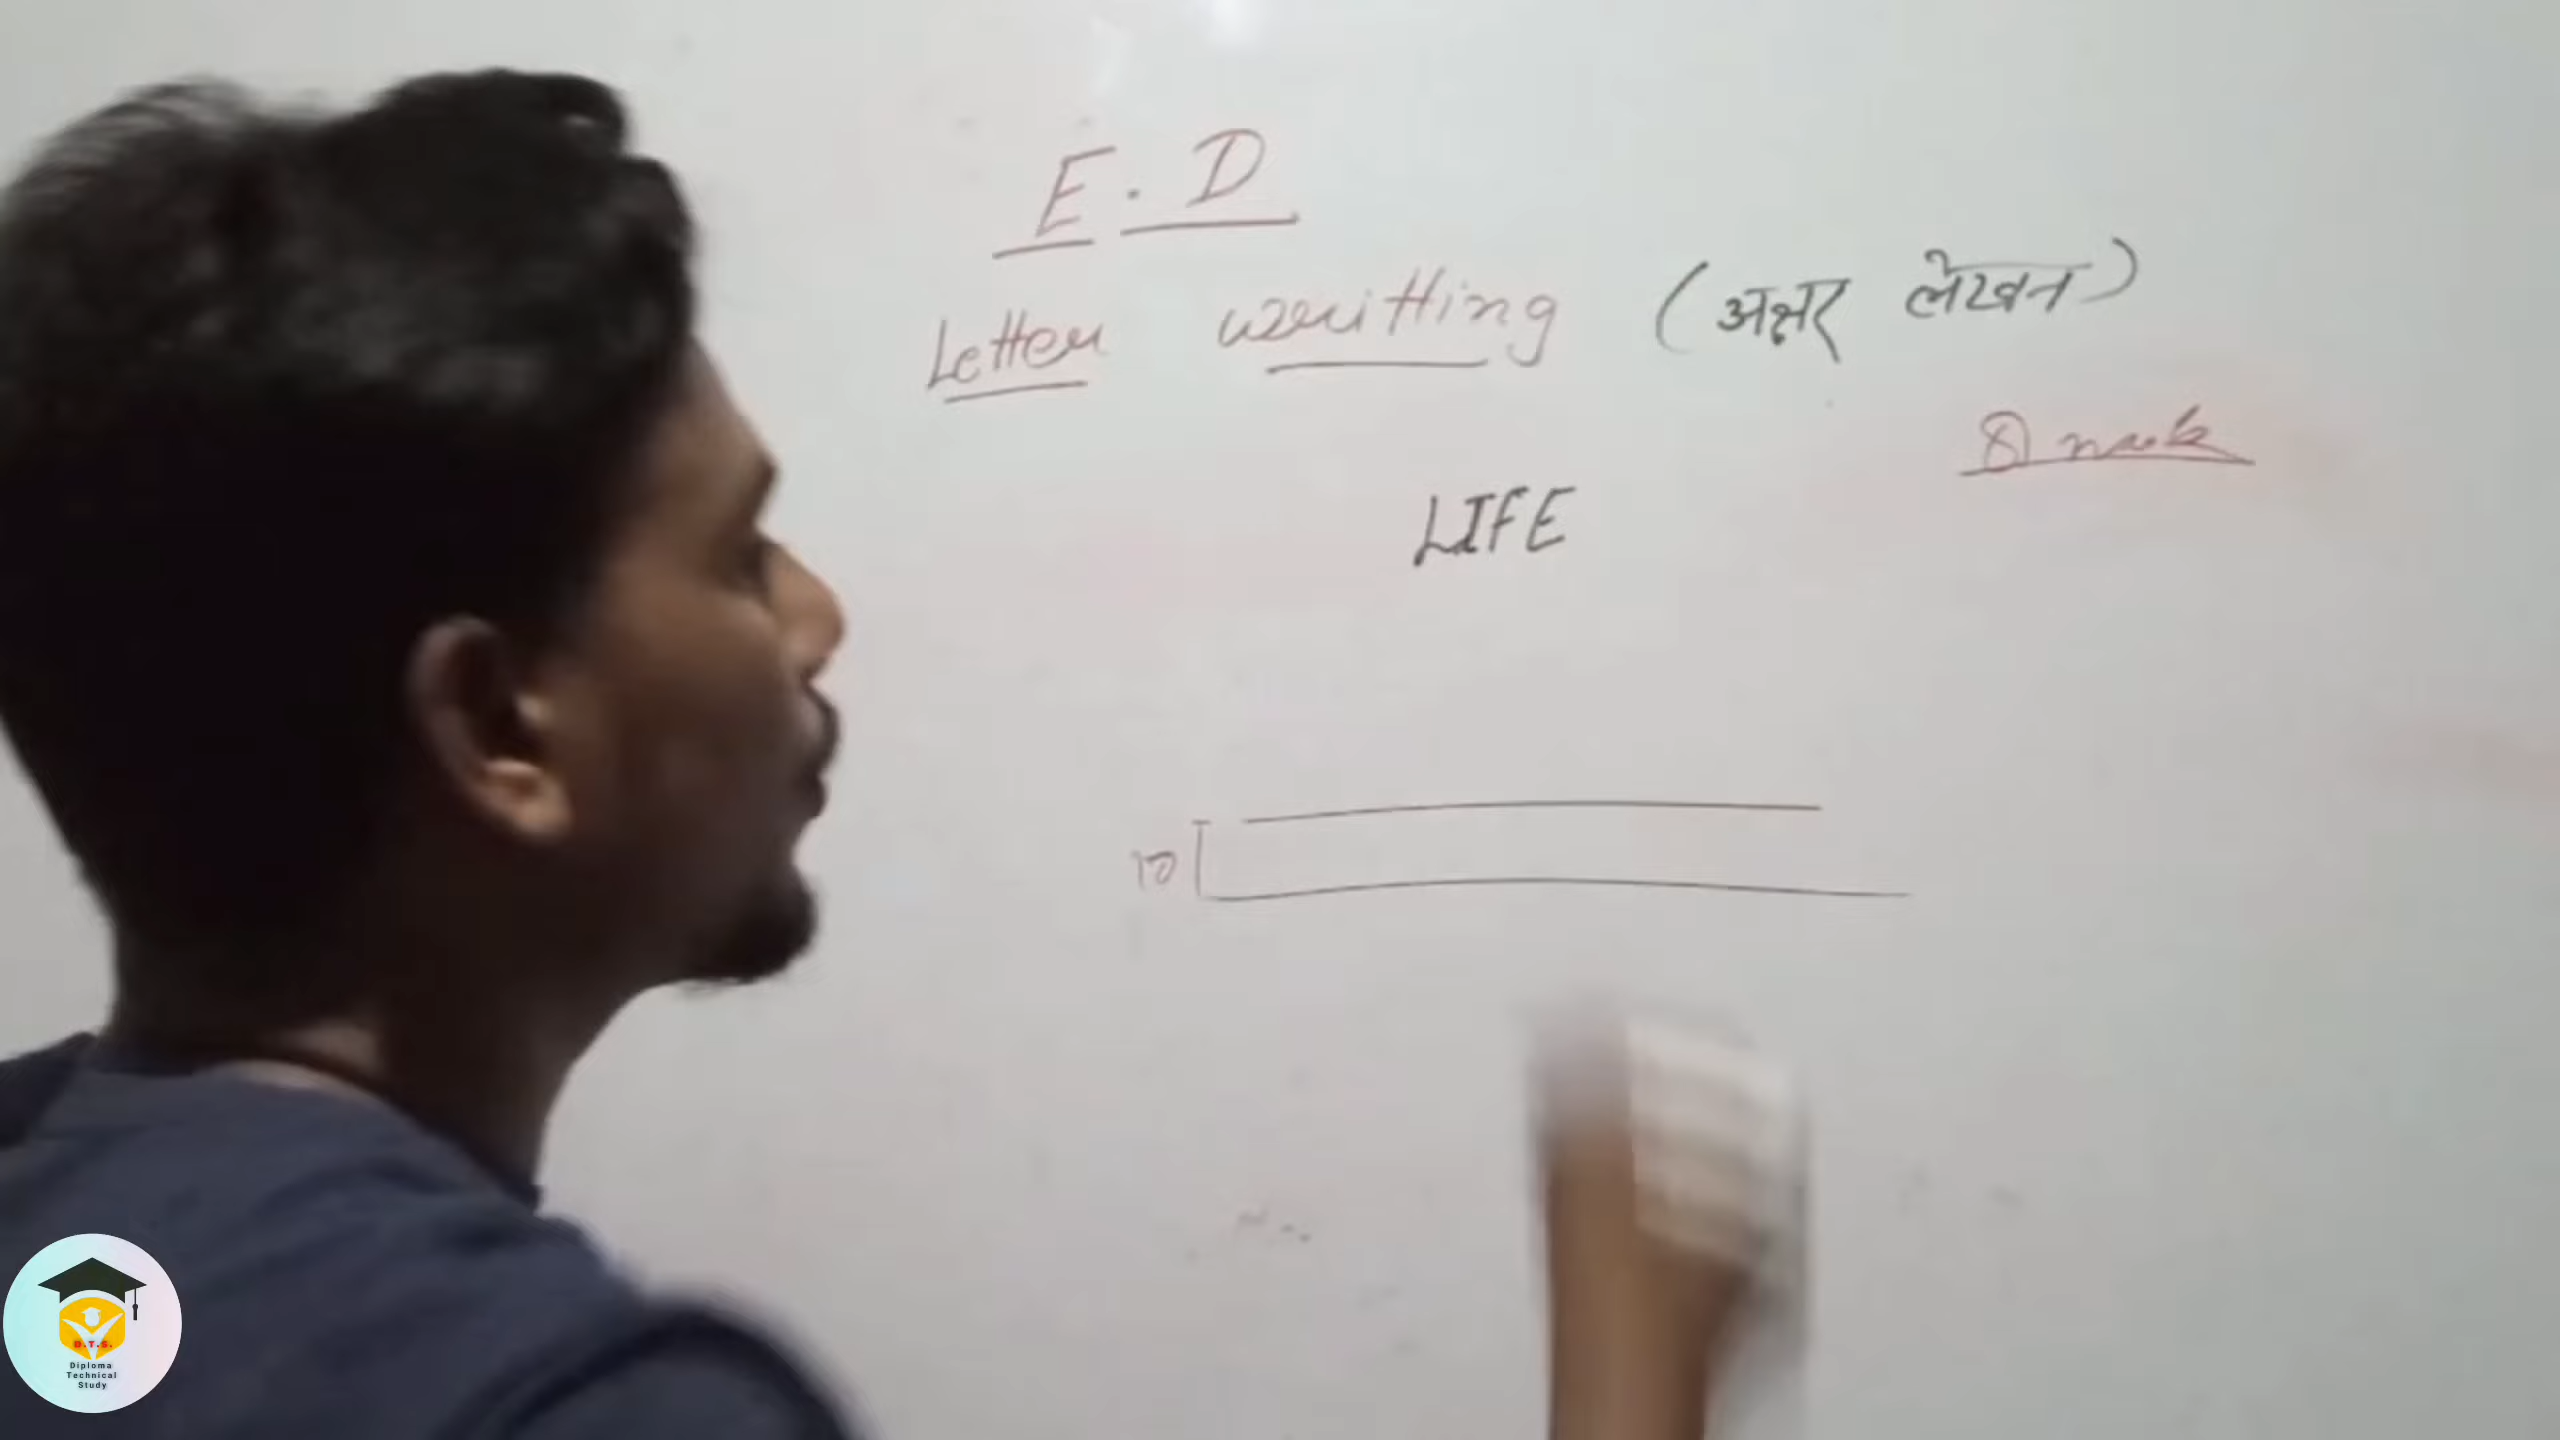 E. D
Letter writting (अक्षर लेखन)
8 mark
LIFE
10
D.T.S.
Diploma
Technical
Study